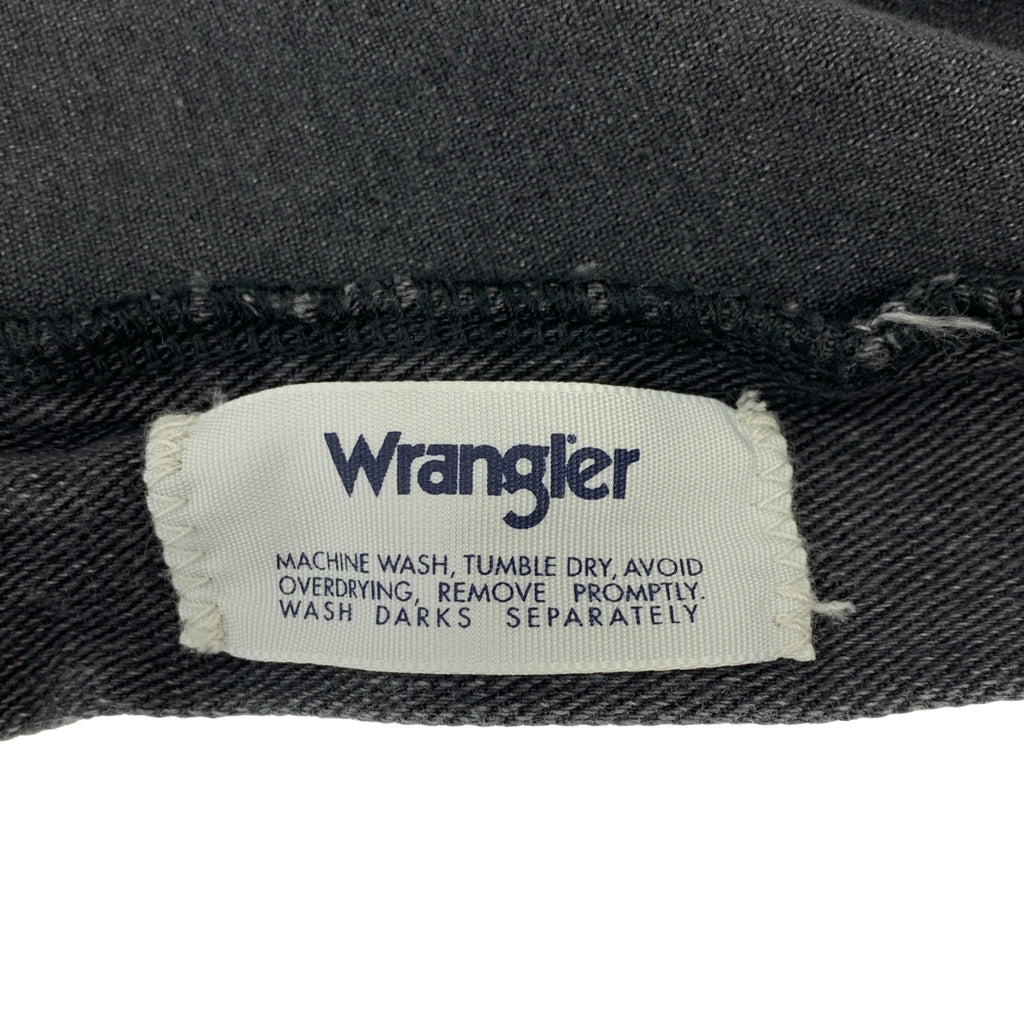 Wrangler
MACHINE WASH, TUMBLE DRY, AVOID
OVERDRYING, REMOVE PROMPTLY.
WASH DARKS SEPARATELY